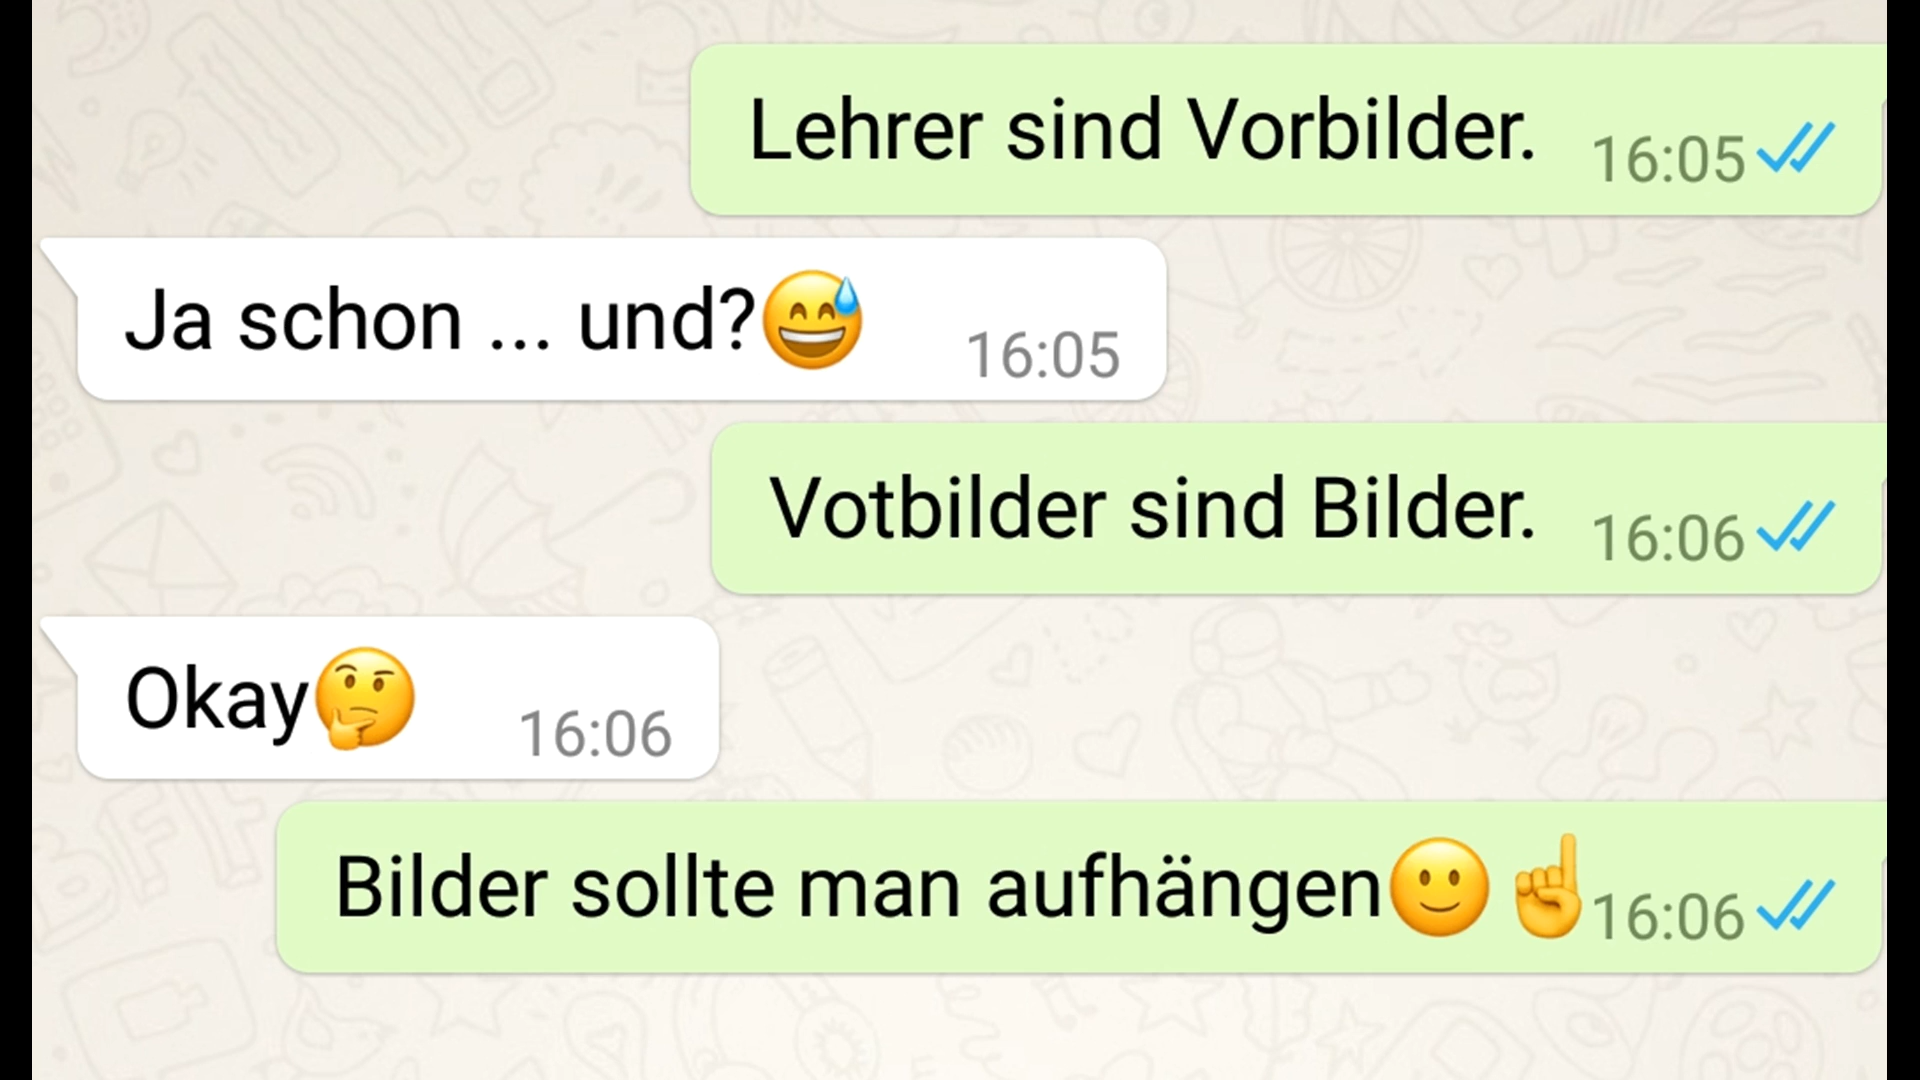 Lehrer sind Vorbilder. 16:05
Ja schon ... und?😅 16:05
Votbilder sind Bilder. 16:06
Okay🤔 16:06
Bilder sollte man aufhängen🙂☝ 16:06